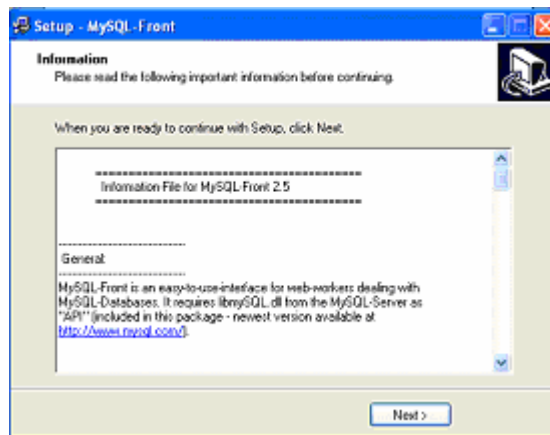 Setup - MySQL-Front
Information
Please read the following important information before continuing.
When you are ready to continue with Setup, click Next.
==========================================
Information File for MySQL-Front 2.5
==========================================
--------------------
General:
--------------------
MySQL-Front is an easy-to-use-interface for web-workers dealing with
MySQL-Databases. It requires libmySQL.dll from the MySQL-Server as
"API" (included in this package - newest version available at
http://www.mysql.com/).
Next >